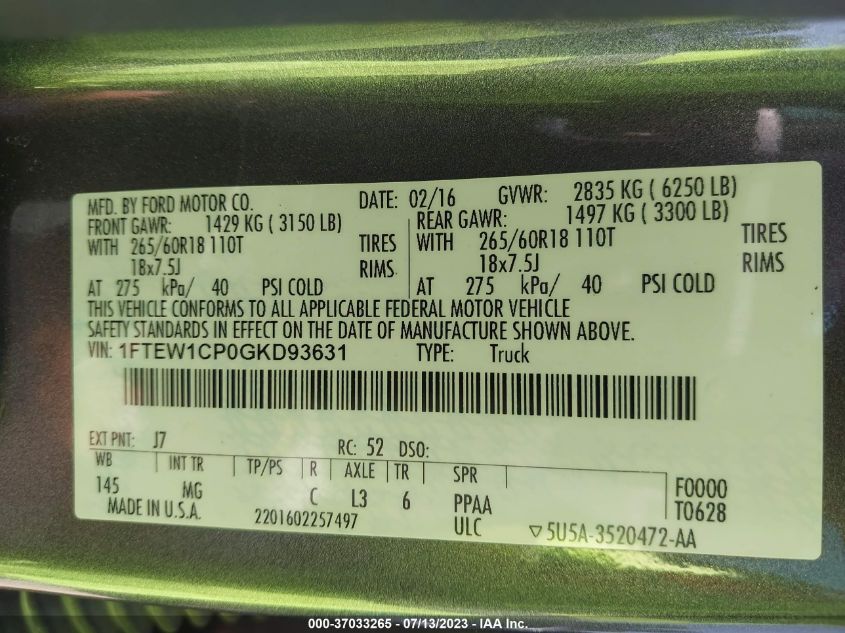 MFD. BY FORD MOTOR CO. DATE: 02/16 GVWR: 2835 KG ( 6250 LB)
FRONT GAWR: 1429 KG ( 3150 LB) REAR GAWR: 1497 KG ( 3300 LB)
WITH 265/60R18 110T TIRES WITH 265/60R18 110T TIRES
18x7.5J RIMS 18x7.5J RIMS
AT 275 kPa/ 40 PSI COLD AT 275 kPa/ 40 PSI COLD
THIS VEHICLE CONFORMS TO ALL APPLICABLE FEDERAL MOTOR VEHICLE
SAFETY STANDARDS IN EFFECT ON THE DATE OF MANUFACTURE SHOWN ABOVE.
VIN: 1FTEW1CP0GKD93631 TYPE: Truck
EXT PNT: J7 RC: 52 DSO:
WB INT TR TP/PS R AXLE TR SPR
145 MG C L3 6 PPAA F0000
MADE IN U.S.A. 2201602257497 ULC T0628
▽5U5A-3520472-AA
000-37033265 - 07/13/2023 - IAA Inc.